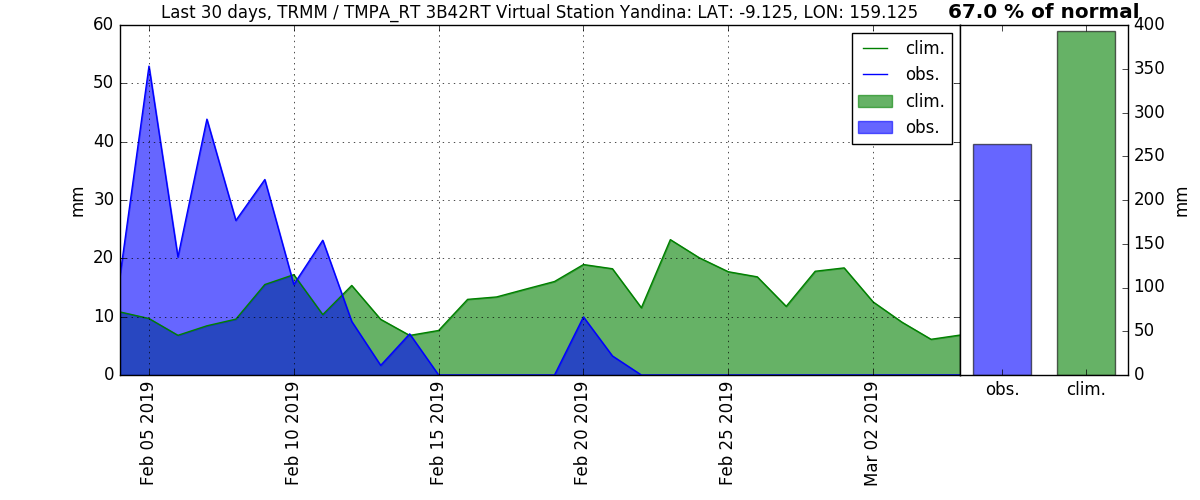 Last 30 days, TRMM / TMPA_RT 3B42RT Virtual Station Yandina: LAT: -9.125, LON: 159.125
67.0 % of normal
60
50
40
30
20
10
0
mm
clim.
obs.
clim.
obs.
Feb 05 2019
Feb 10 2019
Feb 15 2019
Feb 20 2019
Feb 25 2019
Mar 02 2019
400
350
300
250
200
150
100
50
0
mm
obs.
clim.